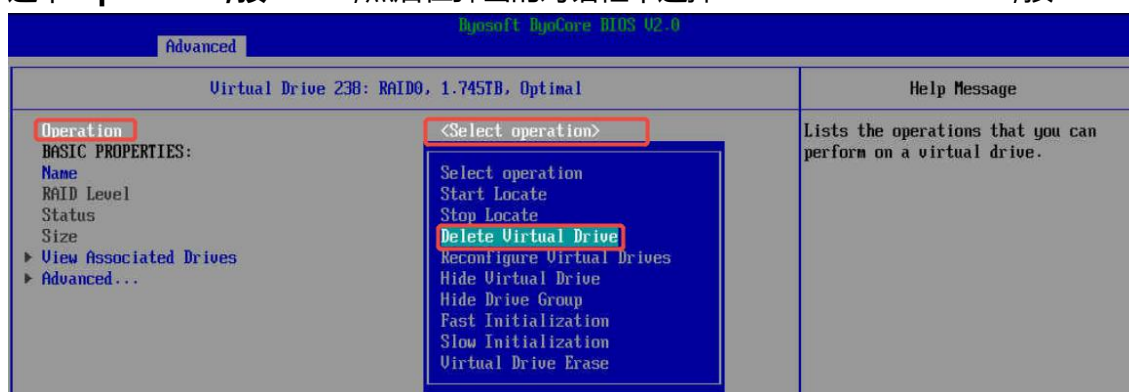 Byosoft ByoCore BIOS V2.0
Advanced
Virtual Drive 238: RAID0, 1.745TB, Optimal
Help Message
Operation <Select operation>
Lists the operations that you can
perform on a virtual drive.
BASIC PROPERTIES:
Name
RAID Level
Status
Size
▶ View Associated Drives
▶ Advanced...
Select operation
Start Locate
Stop Locate
Delete Virtual Drive
Reconfigure Virtual Drives
Hide Virtual Drive
Hide Drive Group
Fast Initialization
Slow Initialization
Virtual Drive Erase